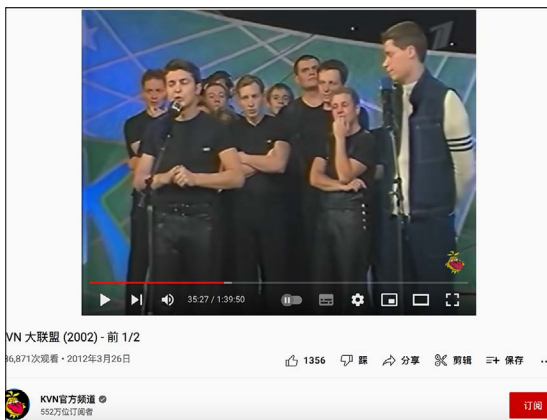 35:27 / 1:39:50
VN 大联盟 (2002) - 前 1/2
36,871次观看 • 2012年3月26日
1356 踩 分享 剪辑 保存 ...
KVN官方频道
552万位订阅者
订阅